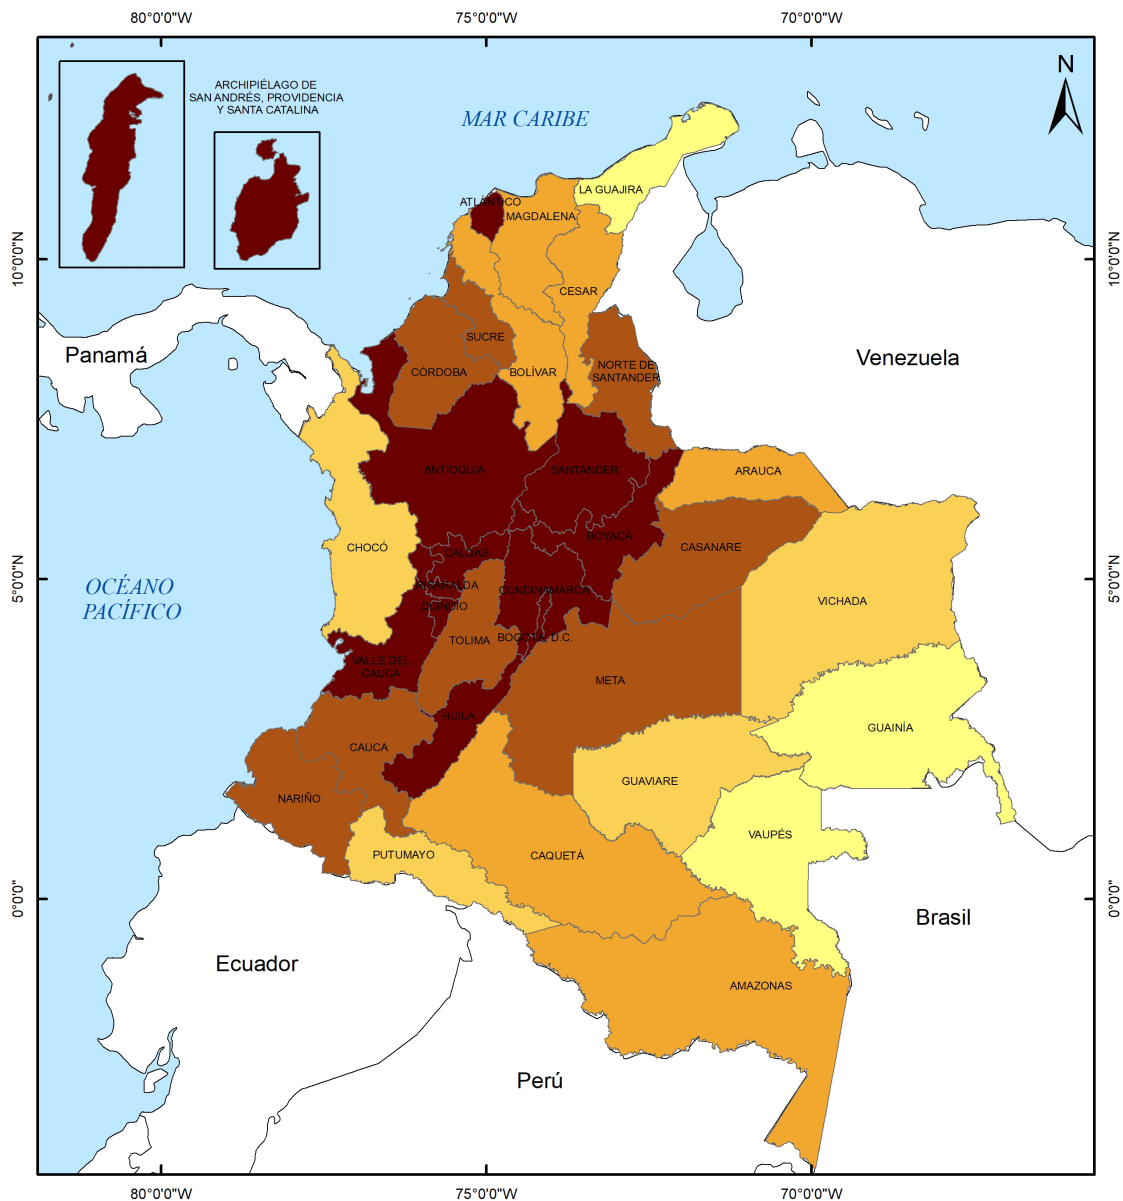 80°0'0"W
75°0'0"W
70°0'0"W
N
ARCHIPIÉLAGO DE
SAN ANDRÉS, PROVIDENCIA
Y SANTA CATALINA
MAR CARIBE
LA GUAJIRA
ATLÁNTICO
MAGDALENA
10°0'0"N
10°0'0"N
CESAR
SUCRE
Panamá
Venezuela
CÓRDOBA
BOLÍVAR
NORTE DE
SANTANDER
ANTIOQUIA
SANTANDER
ARAUCA
BOYACÁ
CHOCÓ
CALDAS
CASANARE
5°0'0"N
5°0'0"N
OCÉANO
PACÍFICO
RISARALDA
CUNDINAMARCA
VICHADA
QUINDÍO
TOLIMA
BOGOTÁ, D.C.
VALLE DEL
CAUCA
META
HUILA
GUAINÍA
CAUCA
GUAVIARE
NARIÑO
VAUPÉS
PUTUMAYO
CAQUETÁ
0°0'0"
0°0'0"
Brasil
Ecuador
AMAZONAS
Perú
80°0'0"W
75°0'0"W
70°0'0"W